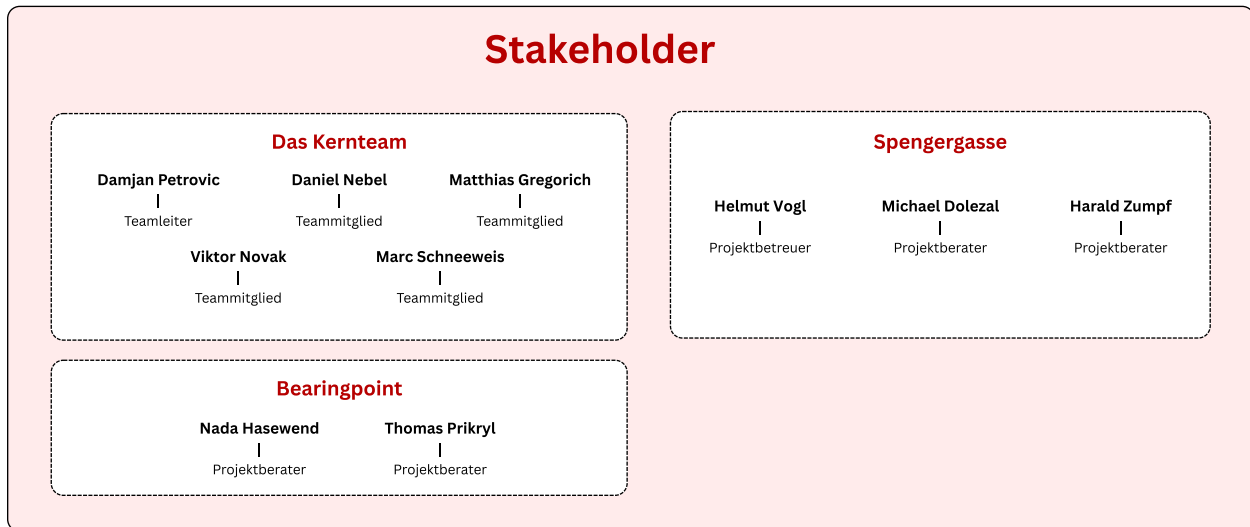 Stakeholder
Das Kernteam
Damjan Petrovic
Daniel Nebel
Matthias Gregorich
Teamleiter
Teammitglied
Teammitglied
Viktor Novak
Marc Schneeweis
Teammitglied
Teammitglied
Spengergasse
Helmut Vogl
Michael Dolezal
Harald Zumpf
Projektbetreuer
Projektberater
Projektberater
Bearingpoint
Nada Hasewend
Thomas Prikryl
Projektberater
Projektberater